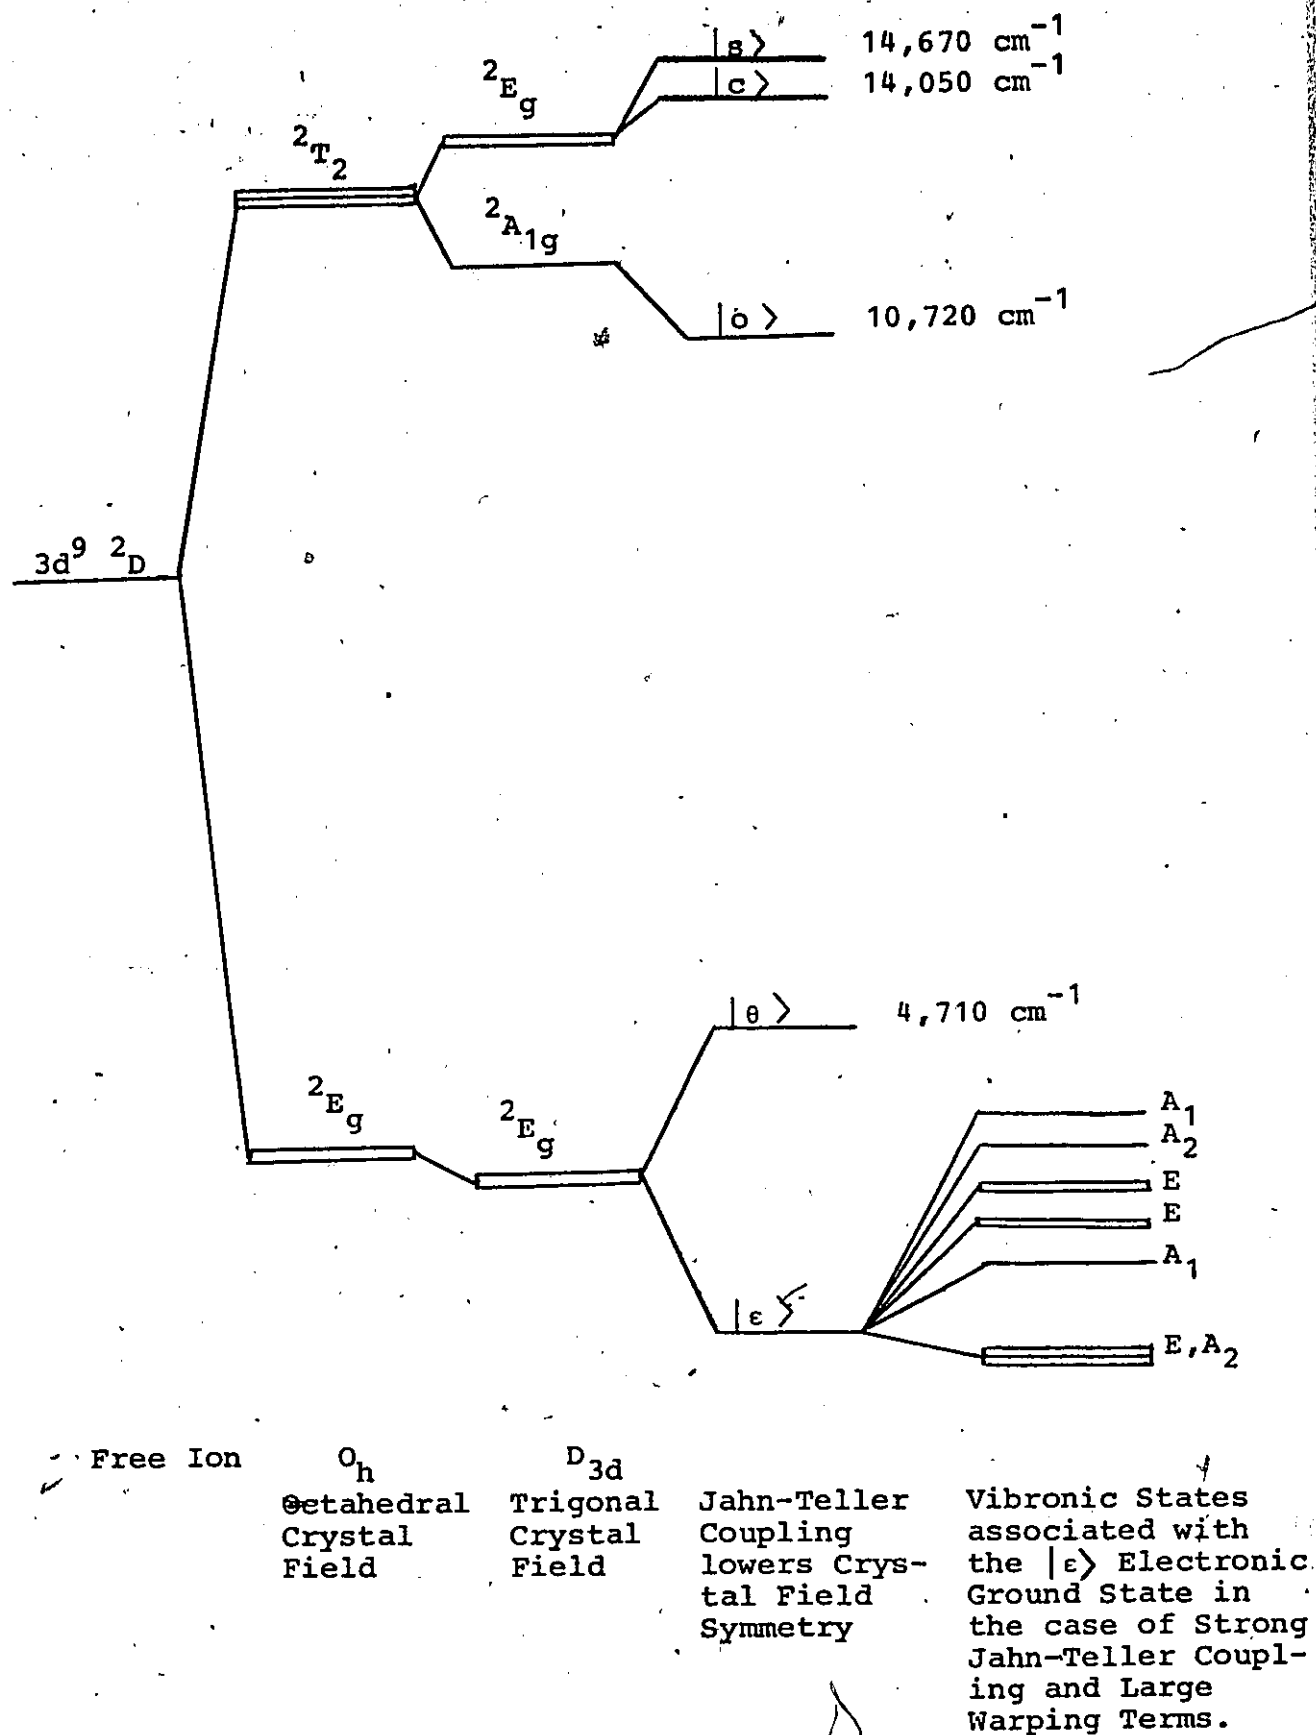 |s⟩ 14,670 cm⁻¹
²Eg |c⟩ 14,050 cm⁻¹
²T₂
²A₁g
|o⟩ 10,720 cm⁻¹
3d⁹ ²D
|θ⟩ 4,710 cm⁻¹
²Eg ²Eg
A₁
A₂
E
E
A₁
|ε⟩
E,A₂
Free Ion
Oh
Octahedral
Crystal
Field
D₃d
Trigonal
Crystal
Field
Jahn-Teller
Coupling
lowers Crys-
tal Field
Symmetry
Vibronic States
associated with
the |ε⟩ Electronic
Ground State in
the case of Strong
Jahn-Teller Coupl-
ing and Large
Warping Terms.